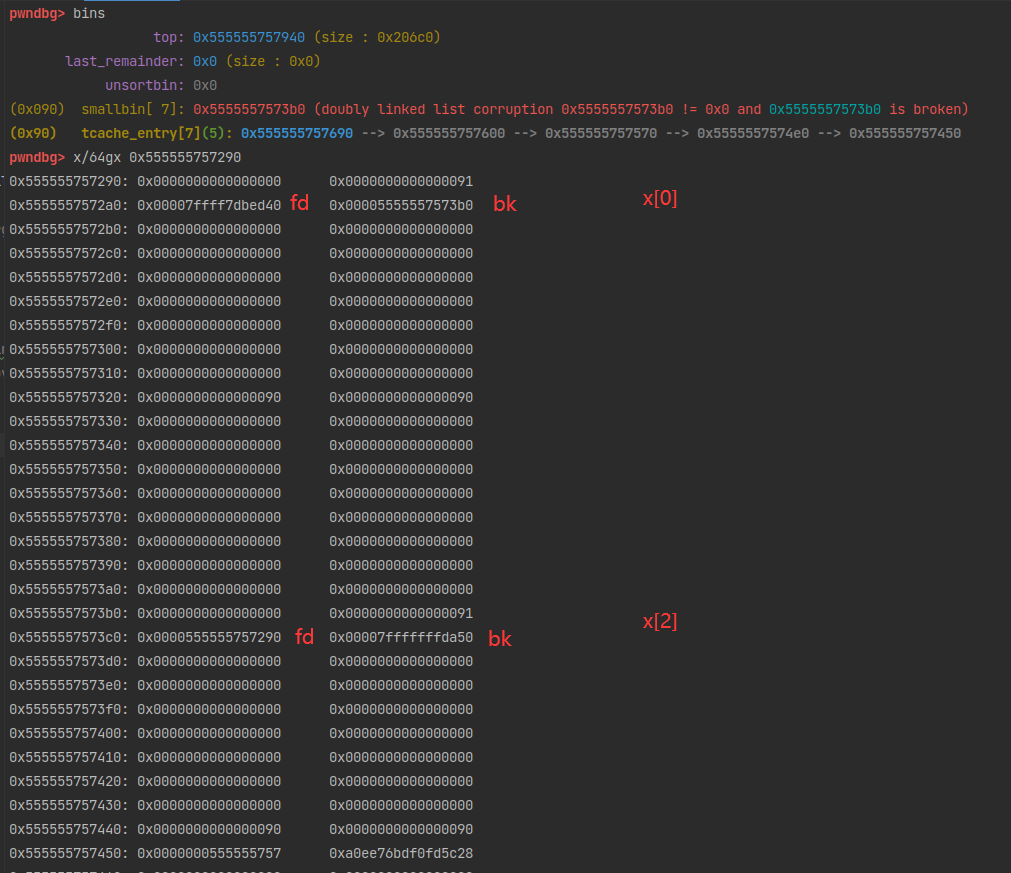 pwndbg> bins
top: 0x555555757940 (size : 0x206c0)
last_remainder: 0x0 (size : 0x0)
unsortbin: 0x0
(0x090) smallbin[ 7]: 0x5555557573b0 (doubly linked list corruption 0x5555557573b0 != 0x0 and 0x5555557573b0 is broken)
(0x90) tcache_entry[7](5): 0x555555757690 --> 0x555555757600 --> 0x555555757570 --> 0x5555557574e0 --> 0x555555757450
pwndbg> x/64gx 0x555555757290
0x555555757290: 0x0000000000000000 0x0000000000000091
0x5555557572a0: 0x00007ffff7dbed40 fd 0x00005555557573b0 bk x[0]
0x5555557572b0: 0x0000000000000000 0x0000000000000000
0x5555557572c0: 0x0000000000000000 0x0000000000000000
0x5555557572d0: 0x0000000000000000 0x0000000000000000
0x5555557572e0: 0x0000000000000000 0x0000000000000000
0x5555557572f0: 0x0000000000000000 0x0000000000000000
0x555555757300: 0x0000000000000000 0x0000000000000000
0x555555757310: 0x0000000000000000 0x0000000000000000
0x555555757320: 0x0000000000000090 0x0000000000000090
0x555555757330: 0x0000000000000000 0x0000000000000000
0x555555757340: 0x0000000000000000 0x0000000000000000
0x555555757350: 0x0000000000000000 0x0000000000000000
0x555555757360: 0x0000000000000000 0x0000000000000000
0x555555757370: 0x0000000000000000 0x0000000000000000
0x555555757380: 0x0000000000000000 0x0000000000000000
0x555555757390: 0x0000000000000000 0x0000000000000000
0x5555557573a0: 0x0000000000000000 0x0000000000000000
0x5555557573b0: 0x0000000000000000 0x0000000000000091 x[2]
0x5555557573c0: 0x0000555555757290 fd 0x00007fffffffda50 bk
0x5555557573d0: 0x0000000000000000 0x0000000000000000
0x5555557573e0: 0x0000000000000000 0x0000000000000000
0x5555557573f0: 0x0000000000000000 0x0000000000000000
0x555555757400: 0x0000000000000000 0x0000000000000000
0x555555757410: 0x0000000000000000 0x0000000000000000
0x555555757420: 0x0000000000000000 0x0000000000000000
0x555555757430: 0x0000000000000000 0x0000000000000000
0x555555757440: 0x0000000000000090 0x0000000000000090
0x555555757450: 0x0000000555555757 0xa0ee76bdf0fd5c28